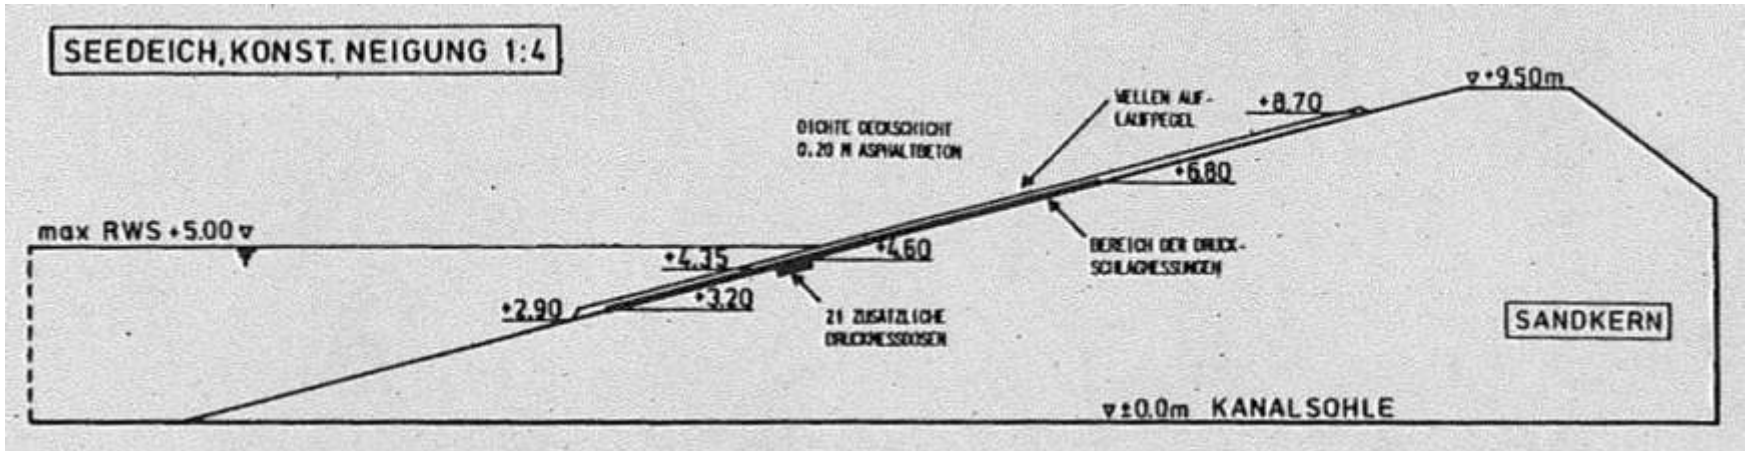 SEEDEICH, KONST. NEIGUNG 1:4
+9.50m
WELLEN AUF-
LAUFPEGEL
+8.70
DICHTE DECKSCHICHT
0.20 M ASPHALTBETON
+6.80
max RWS +5.00
+4.35
+4.60
BEREICH DER DRUCK-
SCHLAGMESSUNGEN
+2.90
+3.20
21 ZUSÄTZLICHE
DRUCKMESSDOSEN
SANDKERN
±0.0m KANALSOHLE